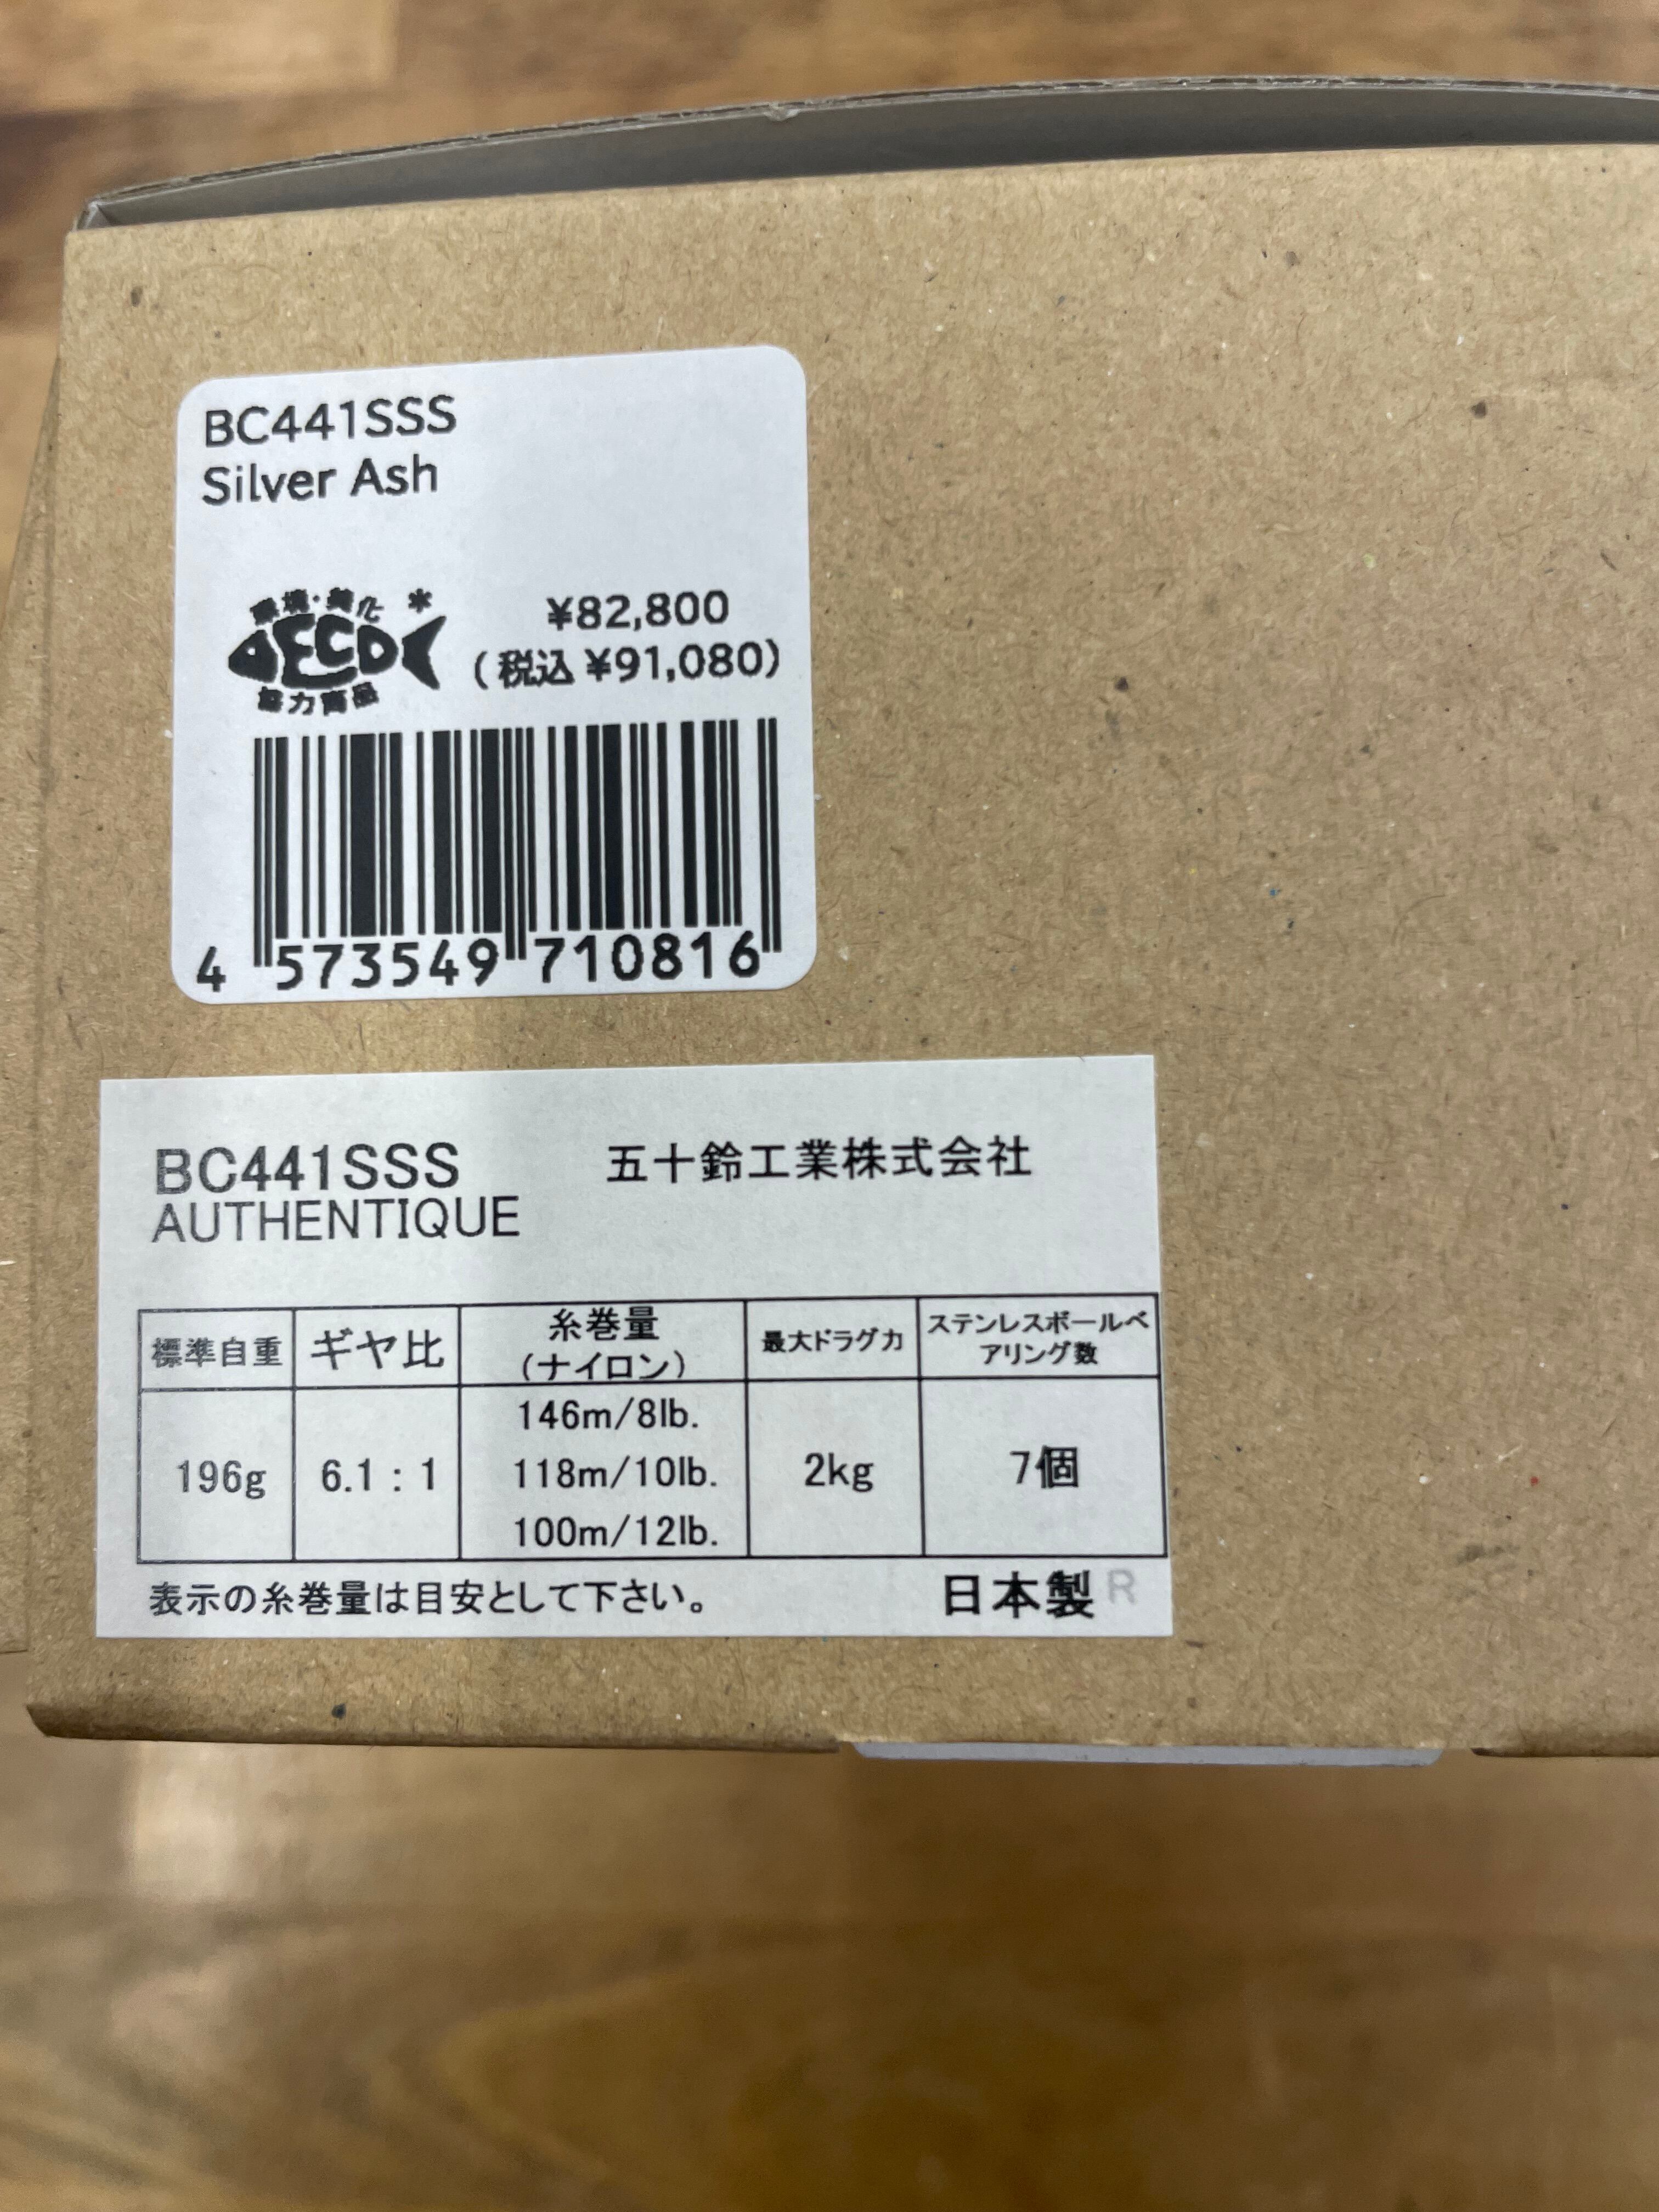 BC441SSS
Silver Ash
環境・美化
ECO
協力商品
*
¥82,800
(税込 ¥91,080)
4 573549 710816
BC441SSS
五十鈴工業株式会社
AUTHENTIQUE
標準自重 ギヤ比 糸巻量 (ナイロン) 最大ドラグ力 ステンレスボールベアリング数
196g 6.1:1 146m/8lb. 2kg 7個
118m/10lb.
100m/12lb.
表示の糸巻量は目安として下さい。
日本製 R